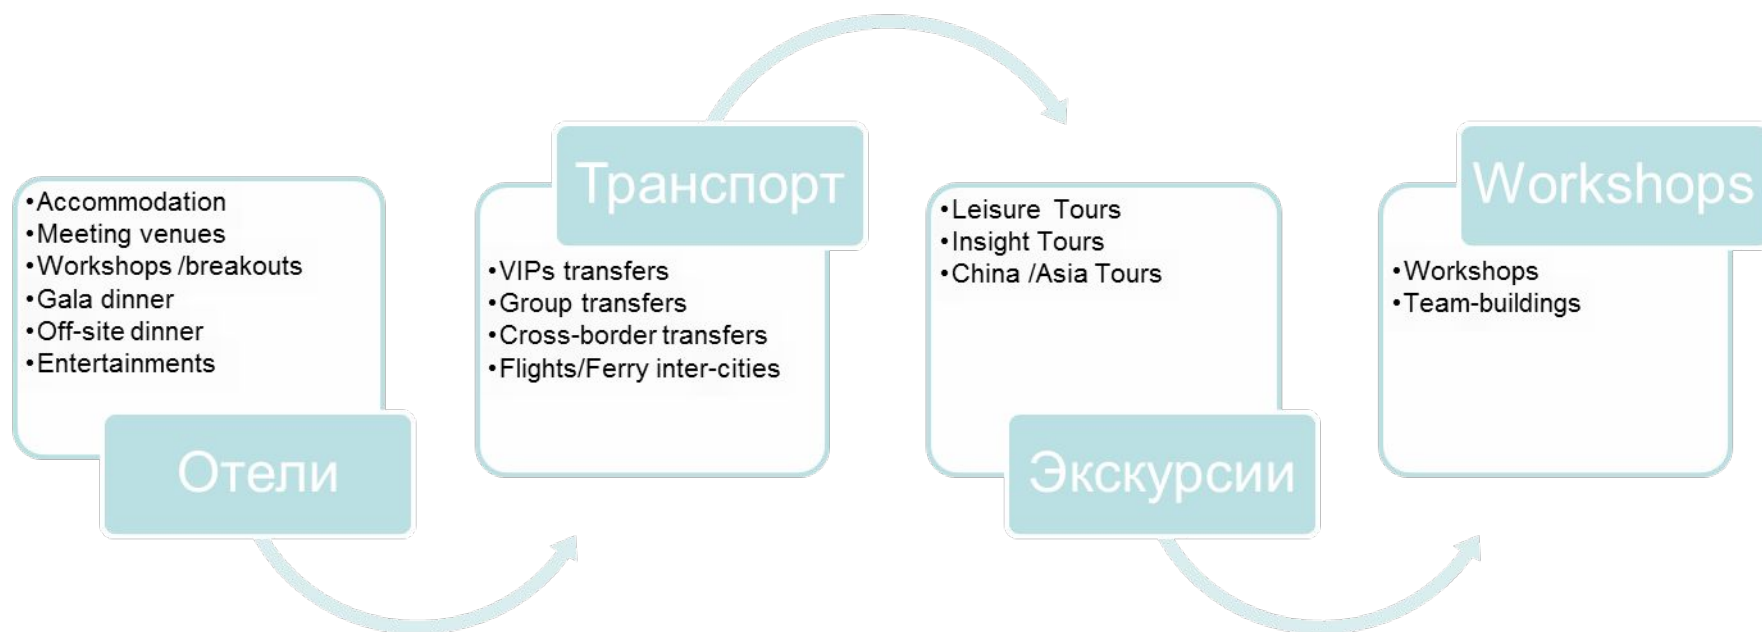 •Accommodation
•Meeting venues
•Workshops /breakouts
•Gala dinner
•Off-site dinner
•Entertainments
Отели
Транспорт
•VIPs transfers
•Group transfers
•Cross-border transfers
•Flights/Ferry inter-cities
•Leisure Tours
•Insight Tours
•China /Asia Tours
Экскурсии
Workshops
•Workshops
•Team-buildings